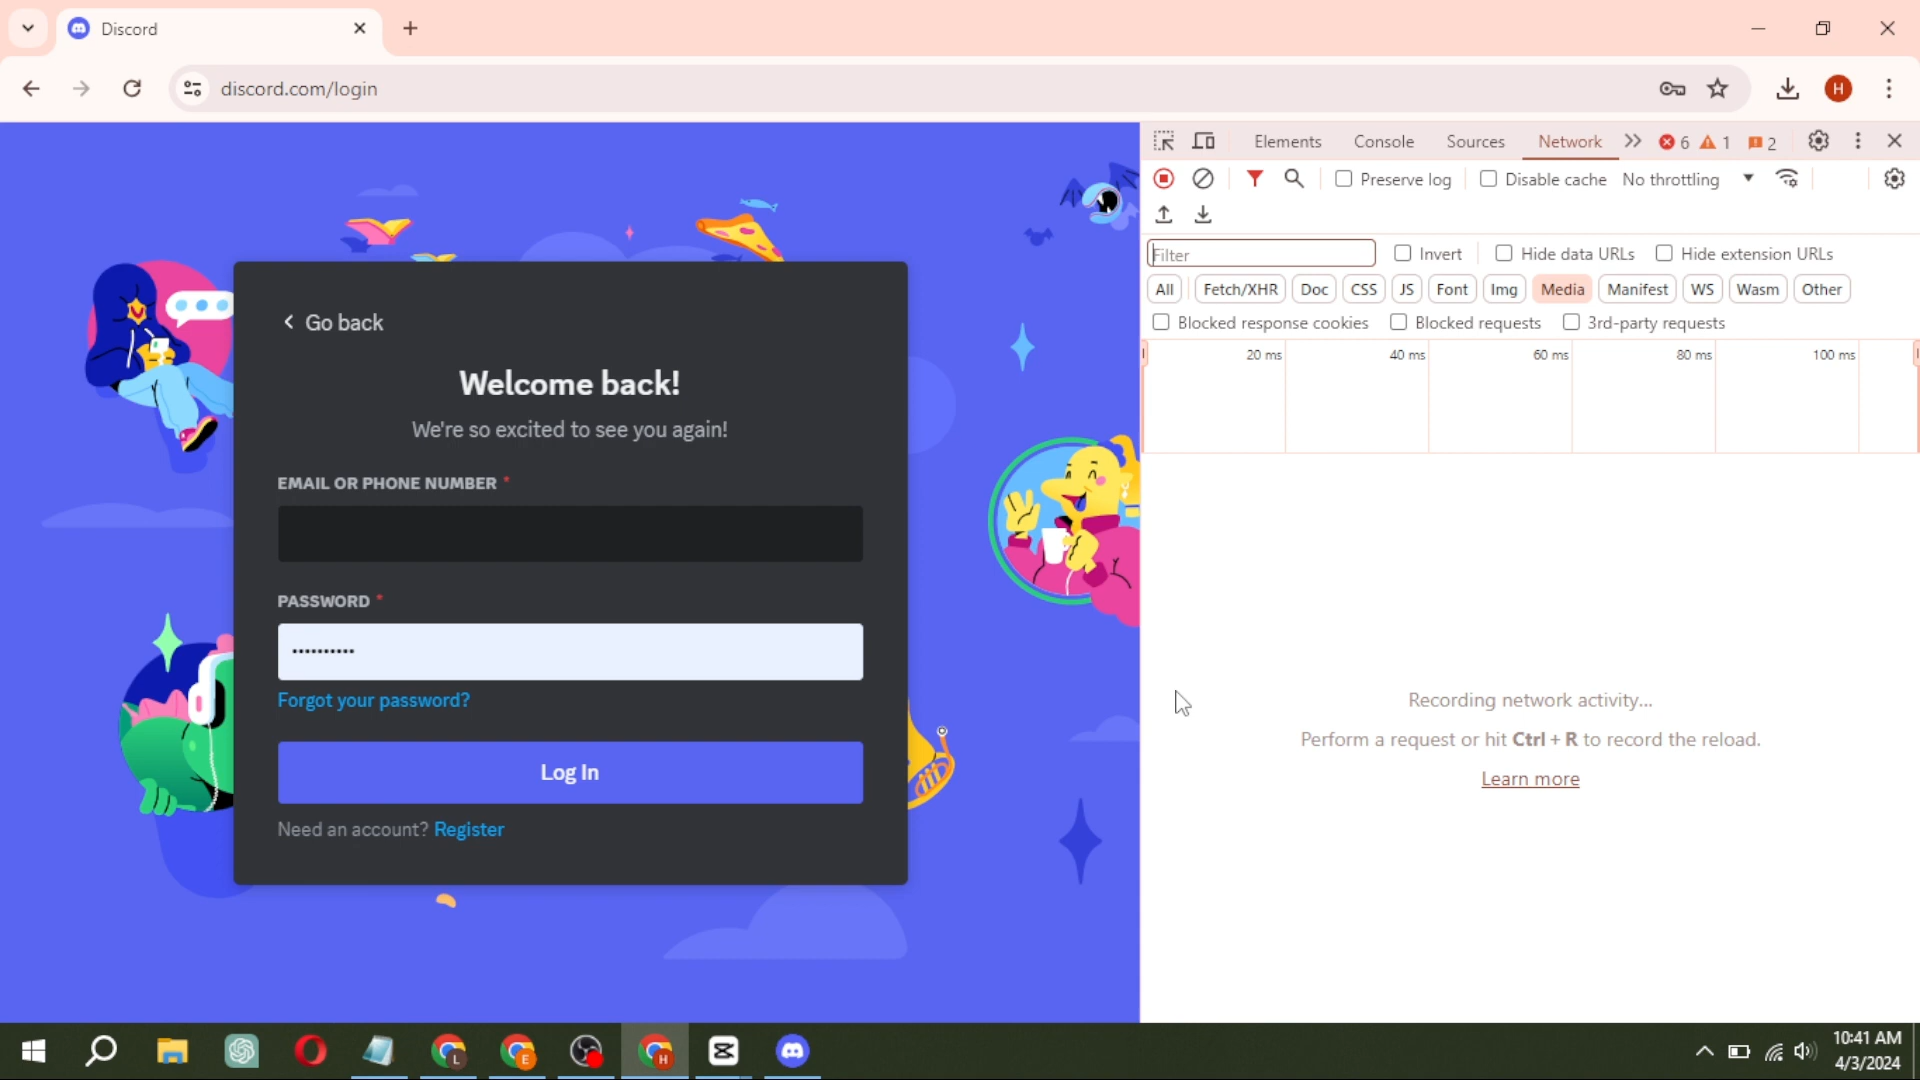 Discord
discord.com/login
H
Elements Console Sources Network 6 1 2
Preserve log Disable cache No throttling
Filter Invert Hide data URLs Hide extension URLs
All Fetch/XHR Doc CSS JS Font Img Media Manifest WS Wasm Other
Blocked response cookies Blocked requests 3rd-party requests
20 ms 40 ms 60 ms 80 ms 100 ms
Go back
Welcome back!
We're so excited to see you again!
EMAIL OR PHONE NUMBER *
PASSWORD *
••••••••••
Forgot your password?
Log In
Need an account? Register
Recording network activity...
Perform a request or hit Ctrl + R to record the reload.
Learn more
L E H
10:41 AM
4/3/2024